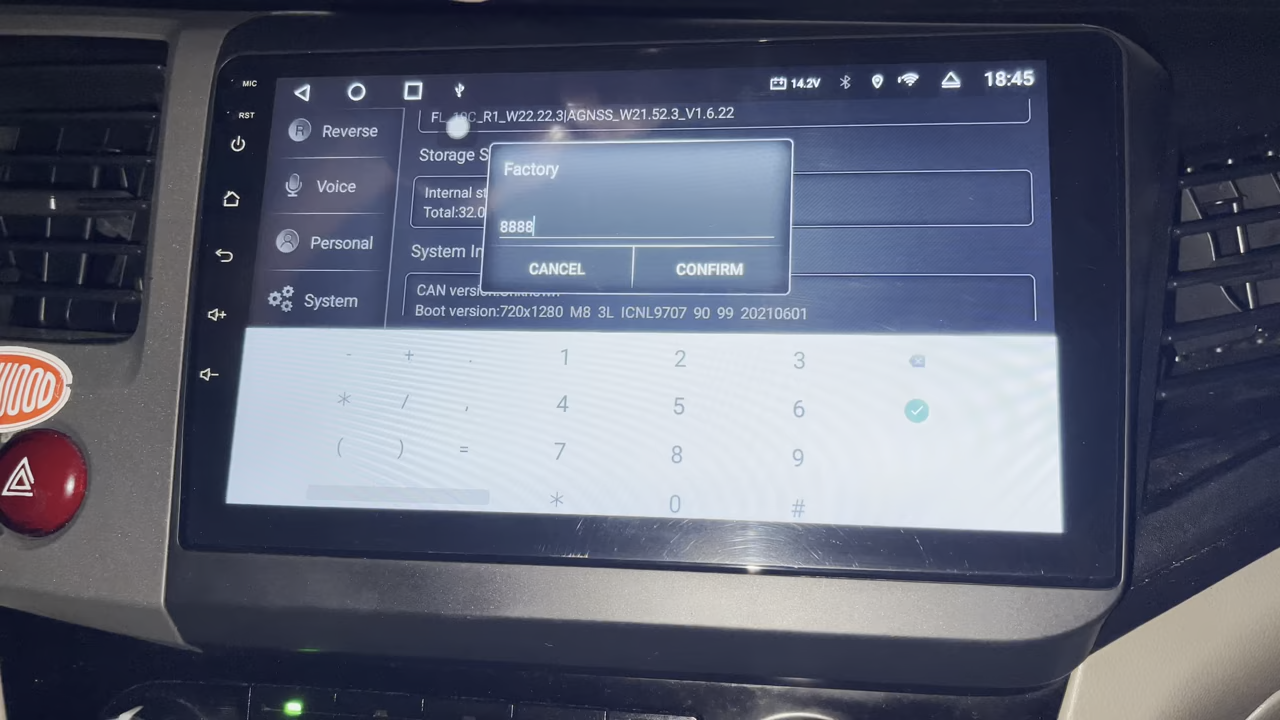 MIC
14.2V
18:45
RST
R
Reverse
Voice
Personal
System
_R1_W22.22.3|AGNSS_W21.52.3_V1.6.22
Storage S
Internal st
Total:32.0
System In
CAN version:Unknown
Boot version:720x1280 M8 3L ICNL9707 90 99 20210601
Factory
8888
CANCEL
CONFIRM
- + . 1 2 3
* / , 4 5 6
( ) = 7 8 9
* 0 #